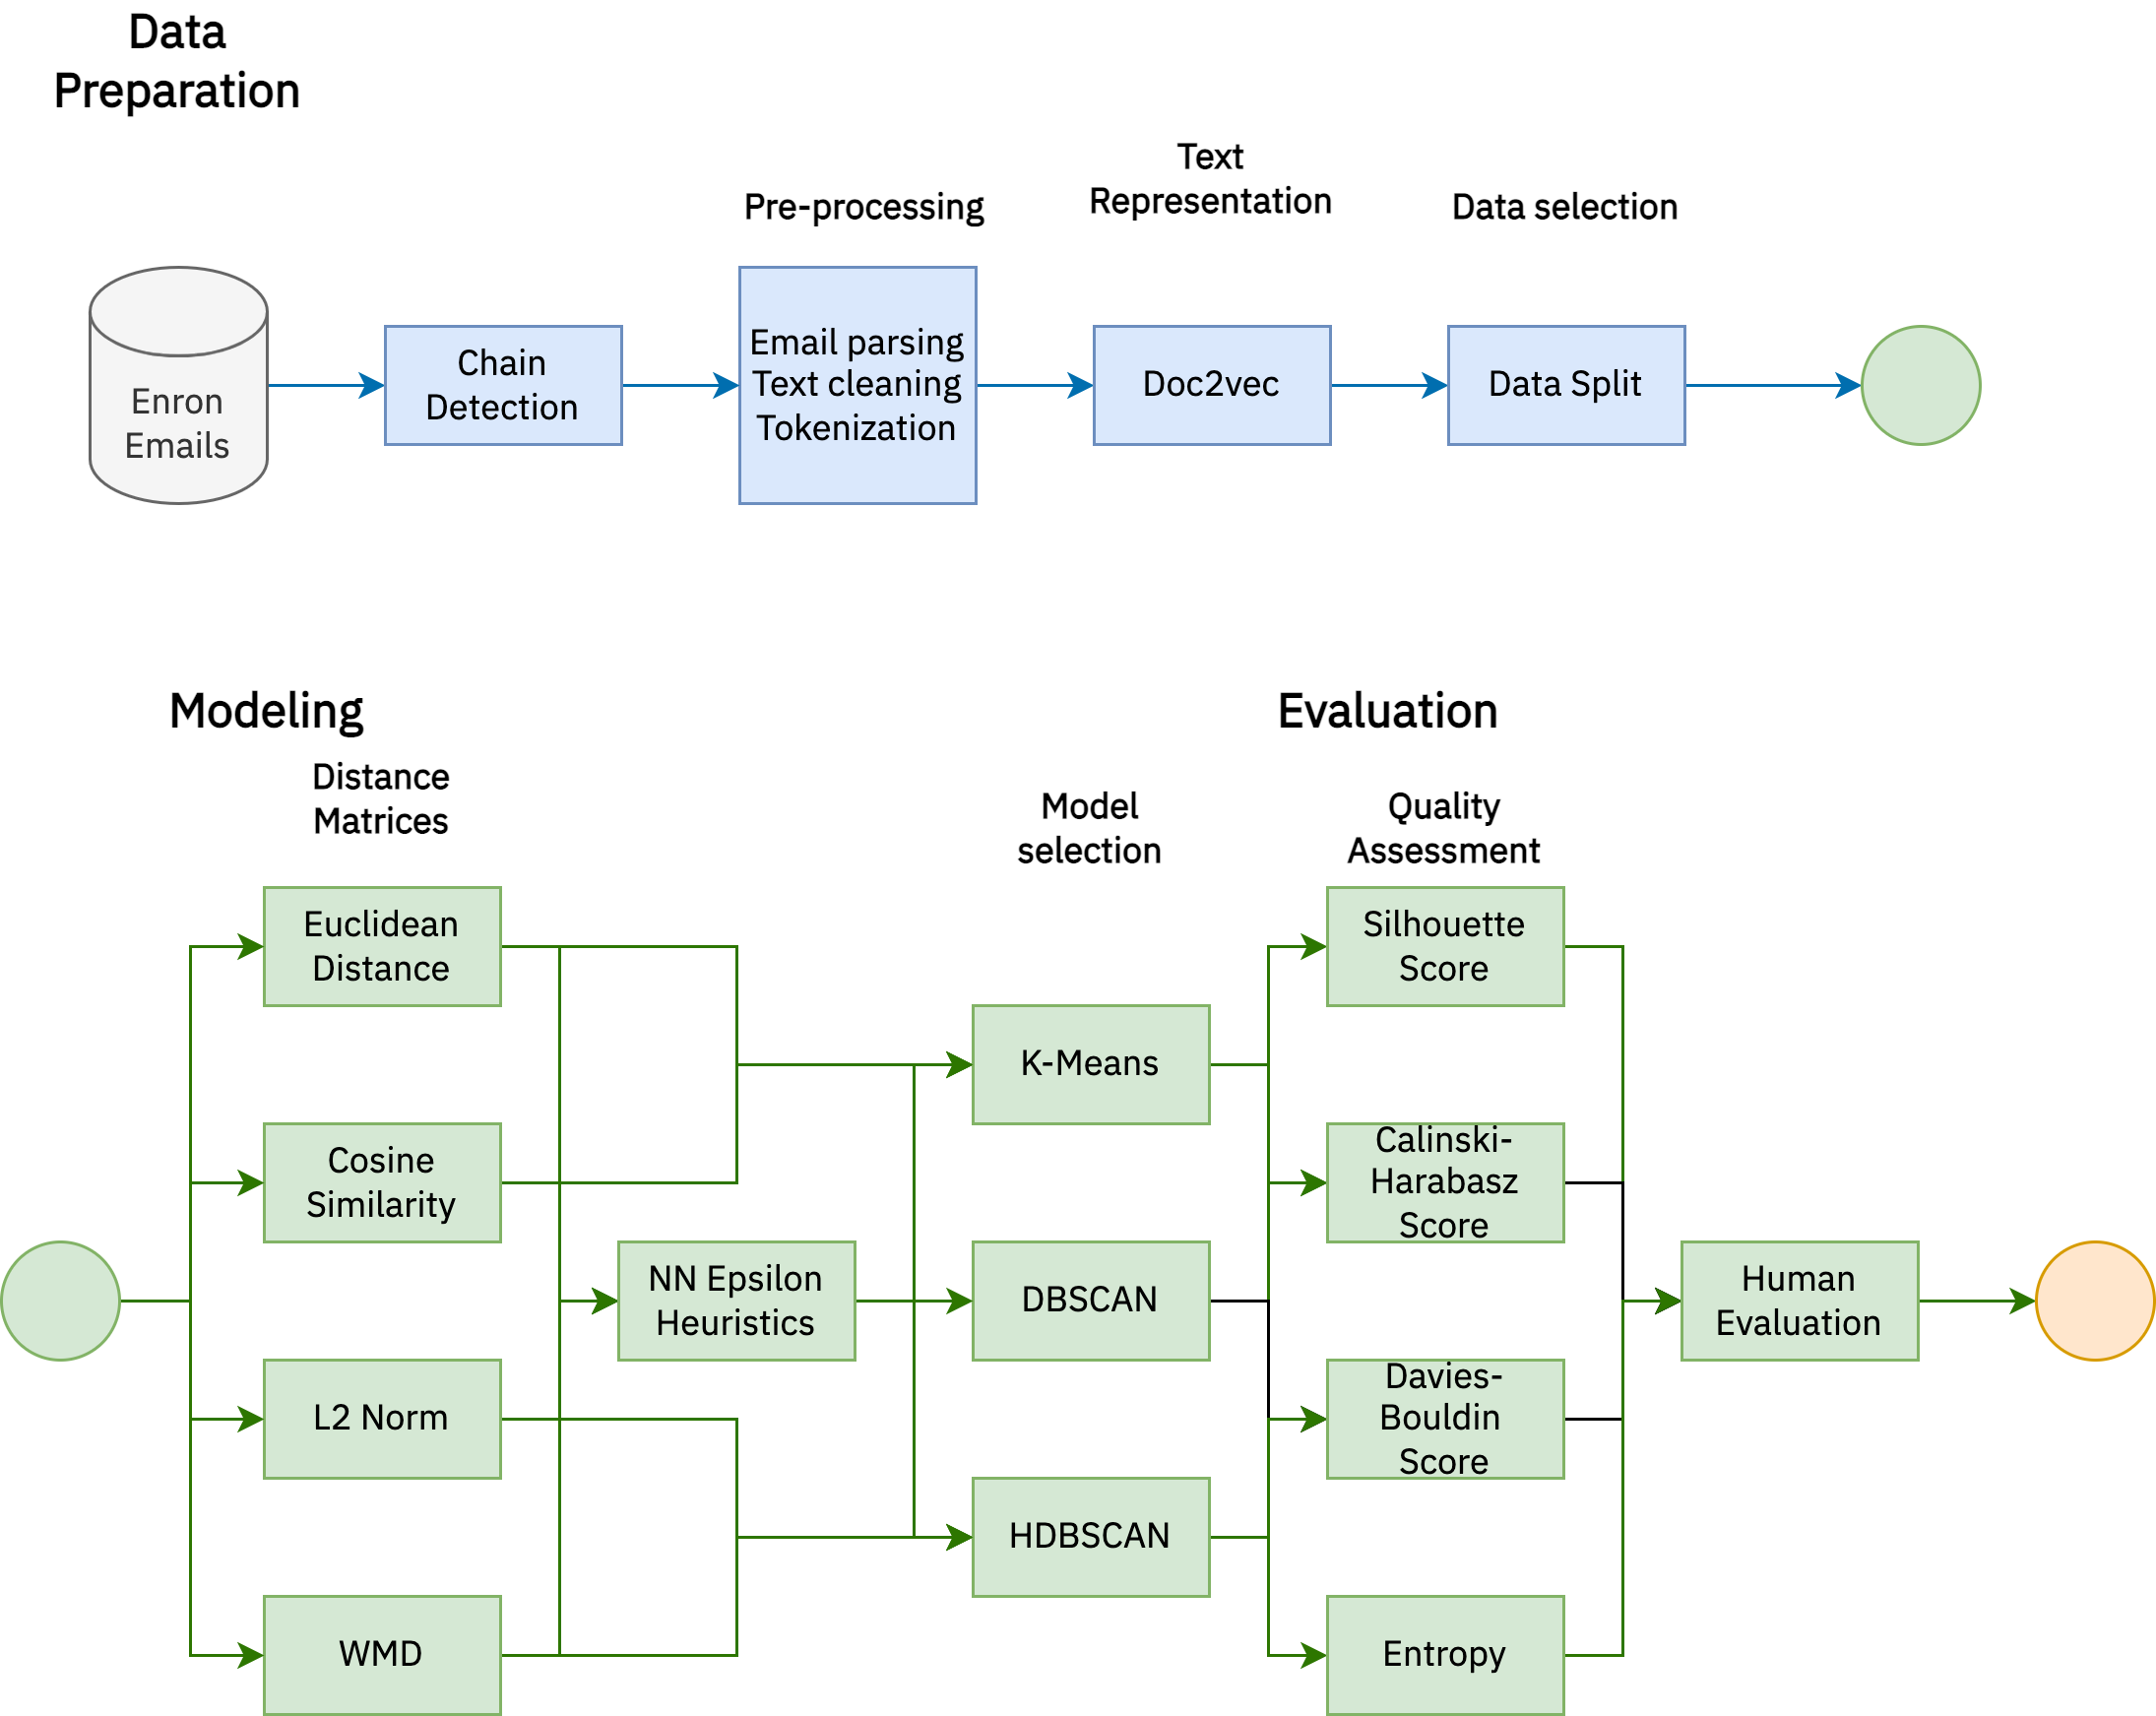 Data
Preparation
Pre-processing
Text
Representation
Data selection
Enron
Emails
Chain
Detection
Email parsing
Text cleaning
Tokenization
Doc2vec
Data Split
Modeling
Evaluation
Distance
Matrices
Model
selection
Quality
Assessment
Euclidean
Distance
Cosine
Similarity
L2 Norm
WMD
NN Epsilon
Heuristics
K-Means
DBSCAN
HDBSCAN
Silhouette
Score
Calinski-
Harabasz
Score
Davies-
Bouldin
Score
Entropy
Human
Evaluation